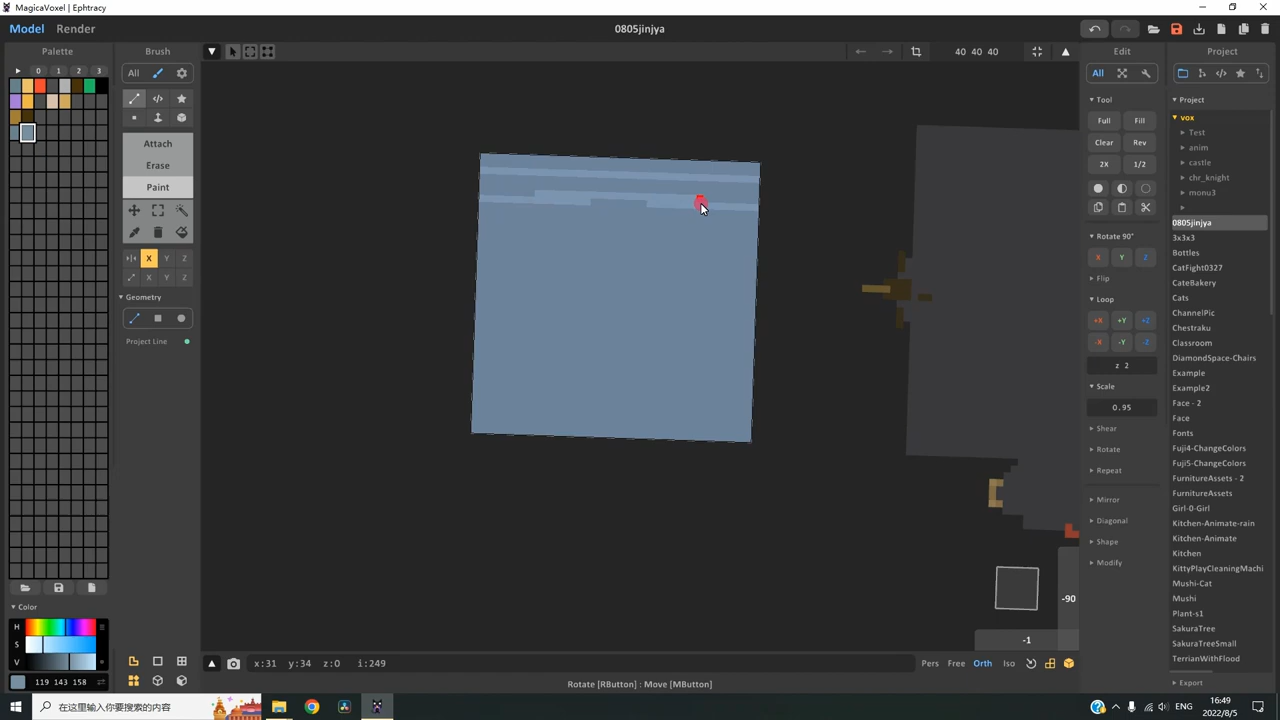 MagicaVoxel - Ephtracy
Model Render
0805jinjya
Palette
0 1 2 3
Brush
All
Attach
Erase
Paint
X Y Z
X Y Z
Geometry
Project Line
Color
H
S
V
119 143 158
40 40 40
-90
-1
x:31 y:34 z:0 i:249
Pers Free Orth Iso
Rotate [RButton] : Move [MButton]
Edit
All
Tool
Full Fill
Clear Rev
2X 1/2
Rotate 90°
X Y Z
Flip
Loop
+X +Y +Z
-X -Y -Z
z 2
Scale
0.95
Shear
Rotate
Repeat
Mirror
Diagonal
Shape
Modify
Project
Project
vox
Test
anim
castle
chr_knight
monu3
0805jinjya
3x3x3
Bottles
CatFight0327
CateBakery
Cats
ChannelPic
Chestraku
Classroom
DiamondSpace-Chairs
Example
Example2
Face - 2
Face
Fonts
Fuji4-ChangeColors
Fuji5-ChangeColors
FurnitureAssets - 2
FurnitureAssets
Girl-0-Girl
Kitchen-Animate-rain
Kitchen-Animate
Kitchen
KittyPlayCleaningMachi
Mushi-Cat
Mushi
Plant-s1
SakuraTree
SakuraTreeSmall
TerrianWithFlood
Export
在这里输入你要搜索的内容
ENG
16:49
2022/8/5